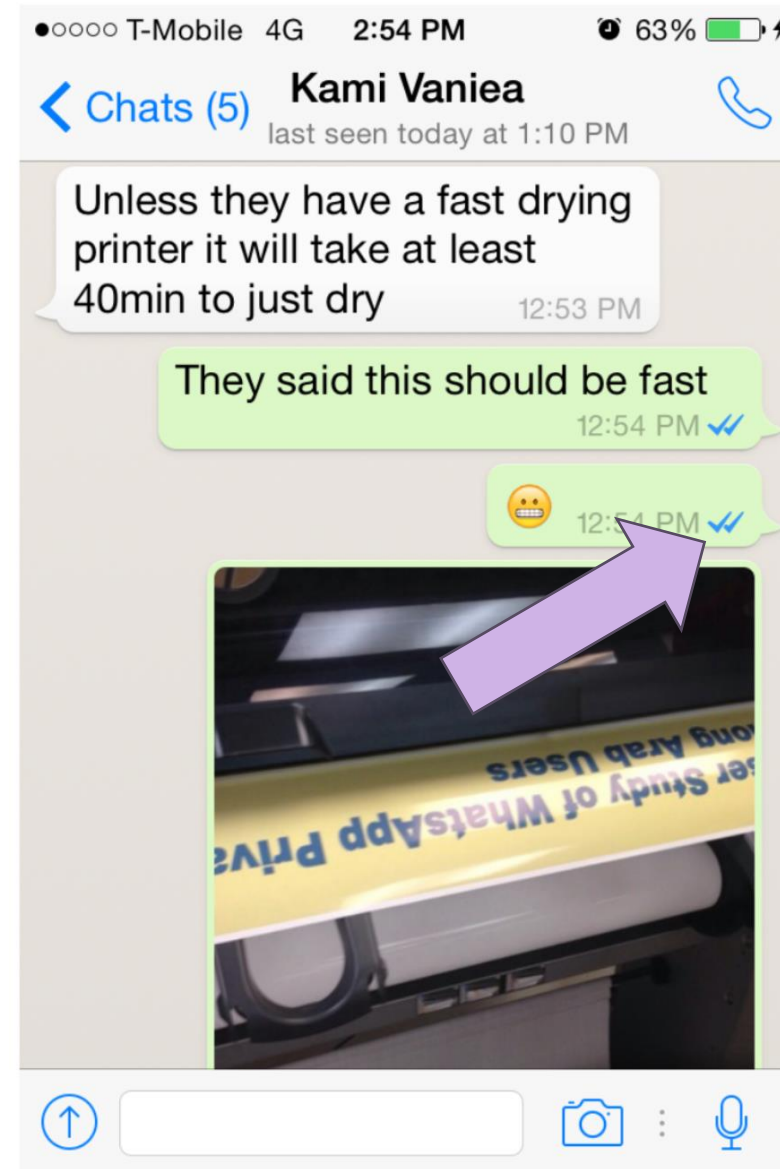 T-Mobile 4G 2:54 PM 63%
Chats (5)
Kami Vaniea
last seen today at 1:10 PM
Unless they have a fast drying
printer it will take at least
40min to just dry
12:53 PM
They said this should be fast
12:54 PM
12:54 PM
ser Study of WhatsApp Priva
ong Arab Users